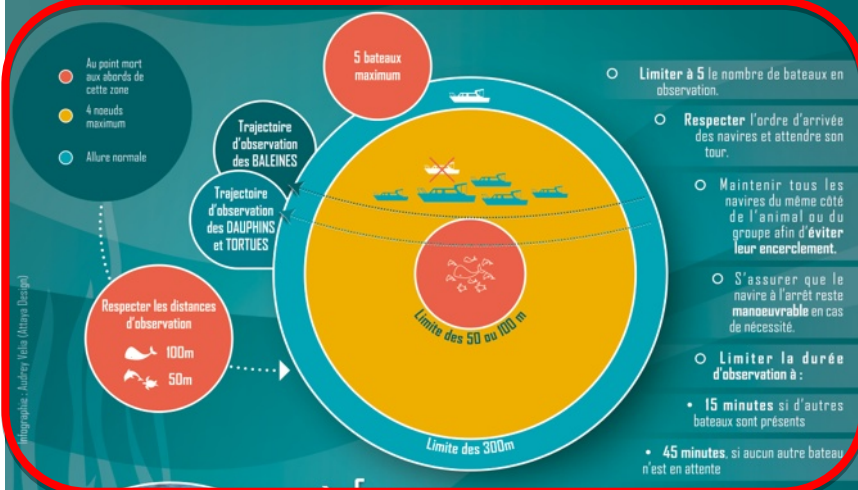 Au point mort
aux abords de
cette zone
4 noeuds
maximum
Allure normale
5 bateaux
maximum
Trajectoire
d'observation
des BALEINES
Trajectoire
d'observation
des DAUPHINS
et TORTUES
Respecter les distances
d'observation
100m
50m
Limite des 50 ou 100 m
Limite des 300m
Limiter à 5 le nombre de bateaux en
observation.
Respecter l'ordre d'arrivée
des navires et attendre son
tour.
Maintenir tous les
navires du même côté
de l'animal ou du
groupe afin d'éviter
leur encerclement.
S'assurer que le
navire à l'arrêt reste
manoeuvrable en cas
de nécessité.
Limiter la durée
d'observation à :
• 15 minutes si d'autres
bateaux sont présents
• 45 minutes, si aucun autre bateau
n'est en attente
Infographie : Audrey Velia (Attaya Design)